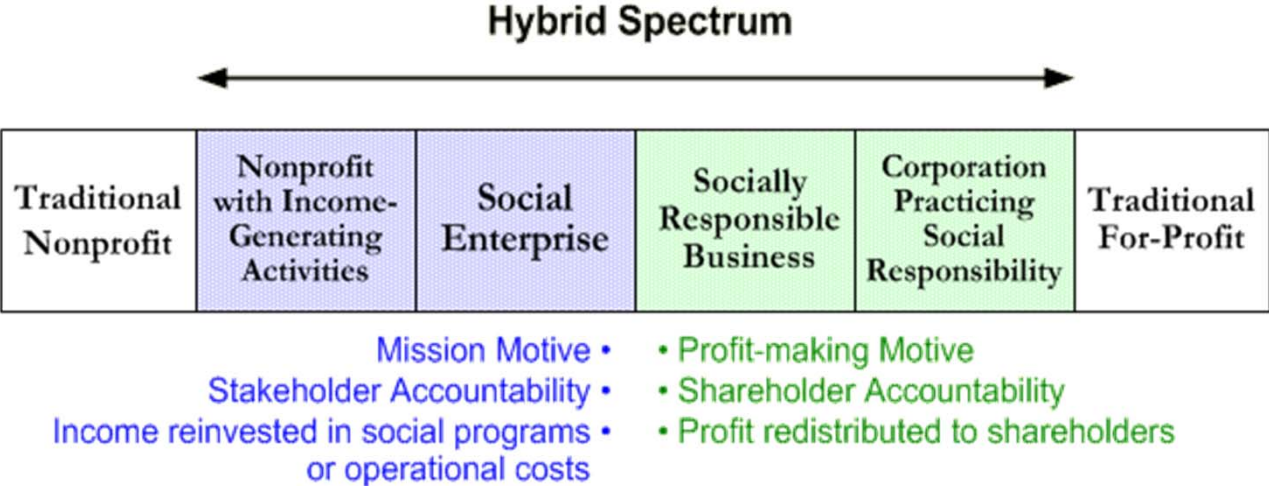 Hybrid Spectrum
Traditional
Nonprofit
Nonprofit
with Income-
Generating
Activities
Social
Enterprise
Socially
Responsible
Business
Corporation
Practicing
Social
Responsibility
Traditional
For-Profit
Mission Motive •
Stakeholder Accountability •
Income reinvested in social programs •
or operational costs
• Profit-making Motive
• Shareholder Accountability
• Profit redistributed to shareholders